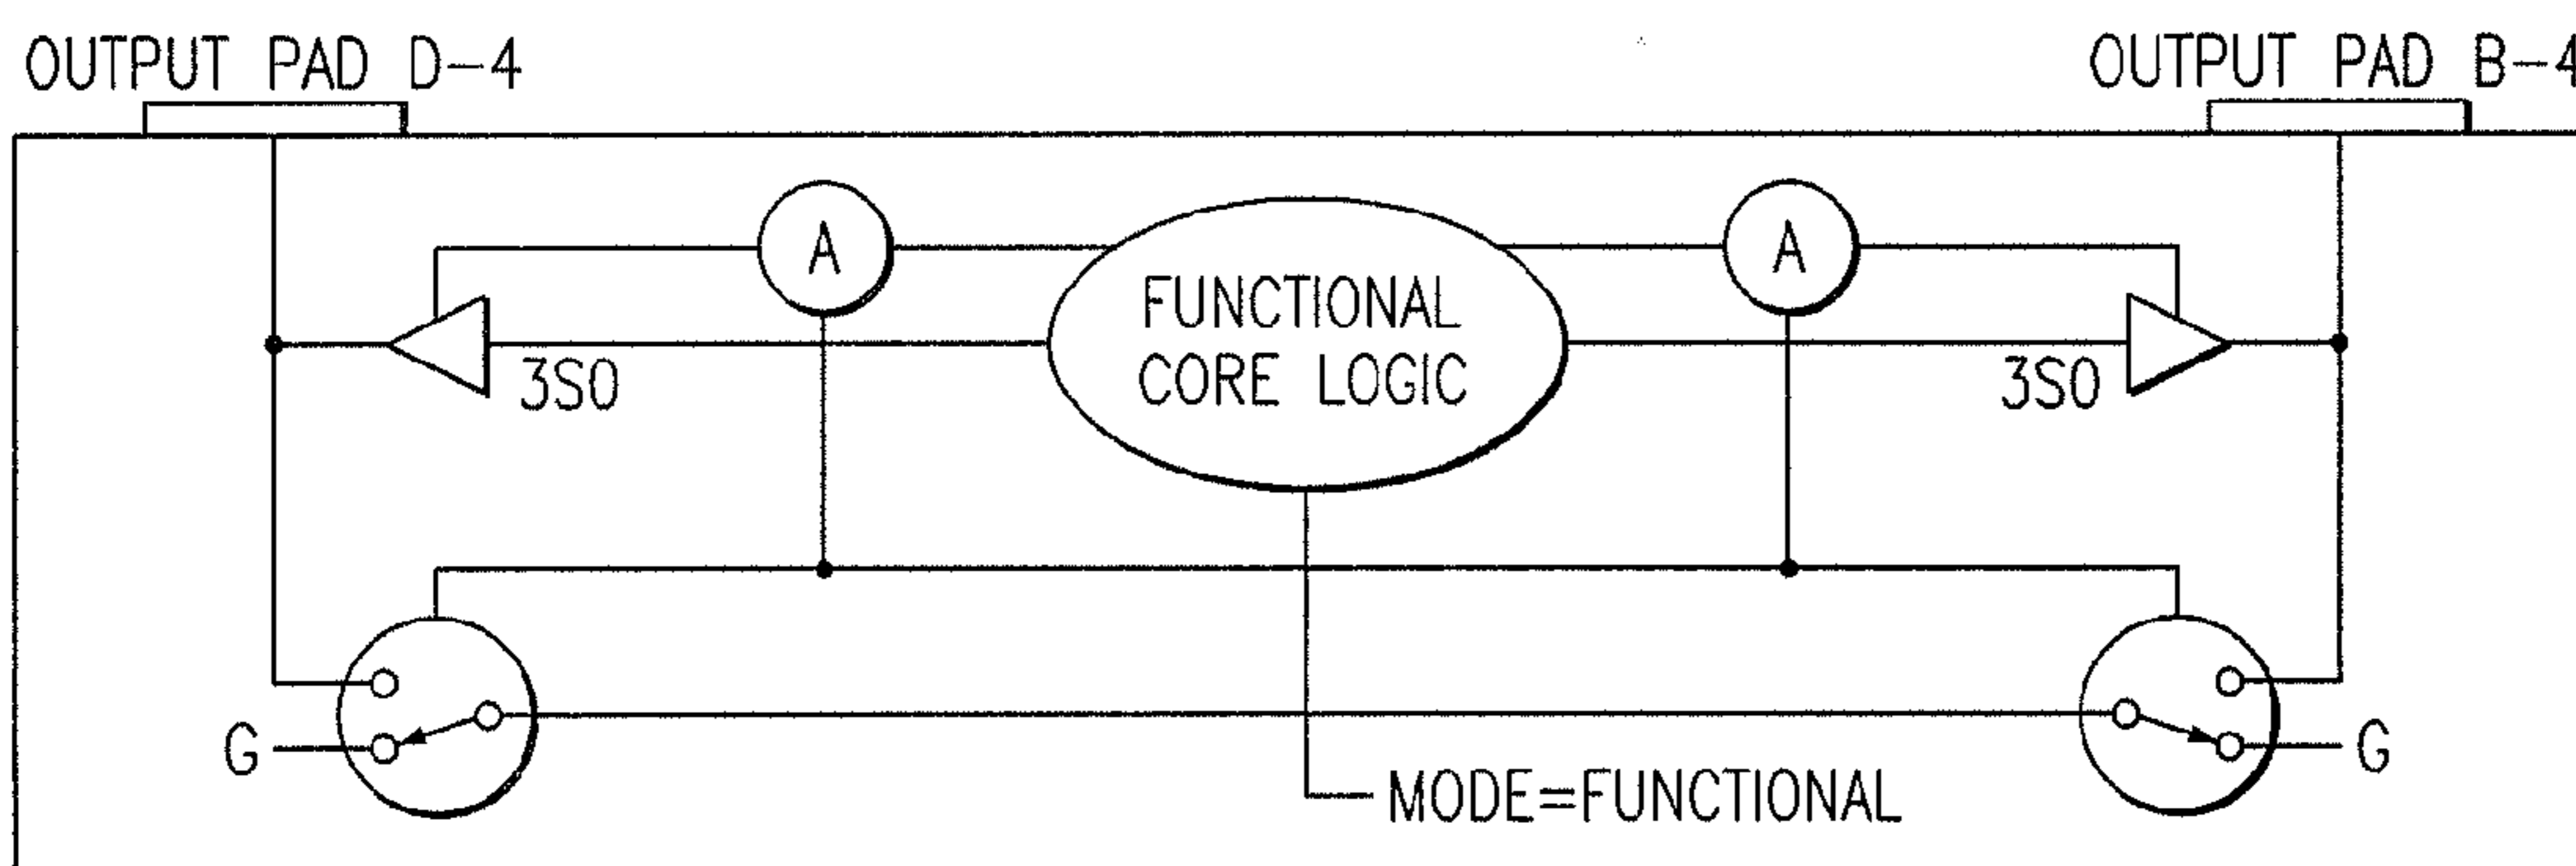 OUTPUT PAD D-4
OUTPUT PAD B-4
A
A
FUNCTIONAL
CORE LOGIC
3SO
3SO
G
G
MODE=FUNCTIONAL